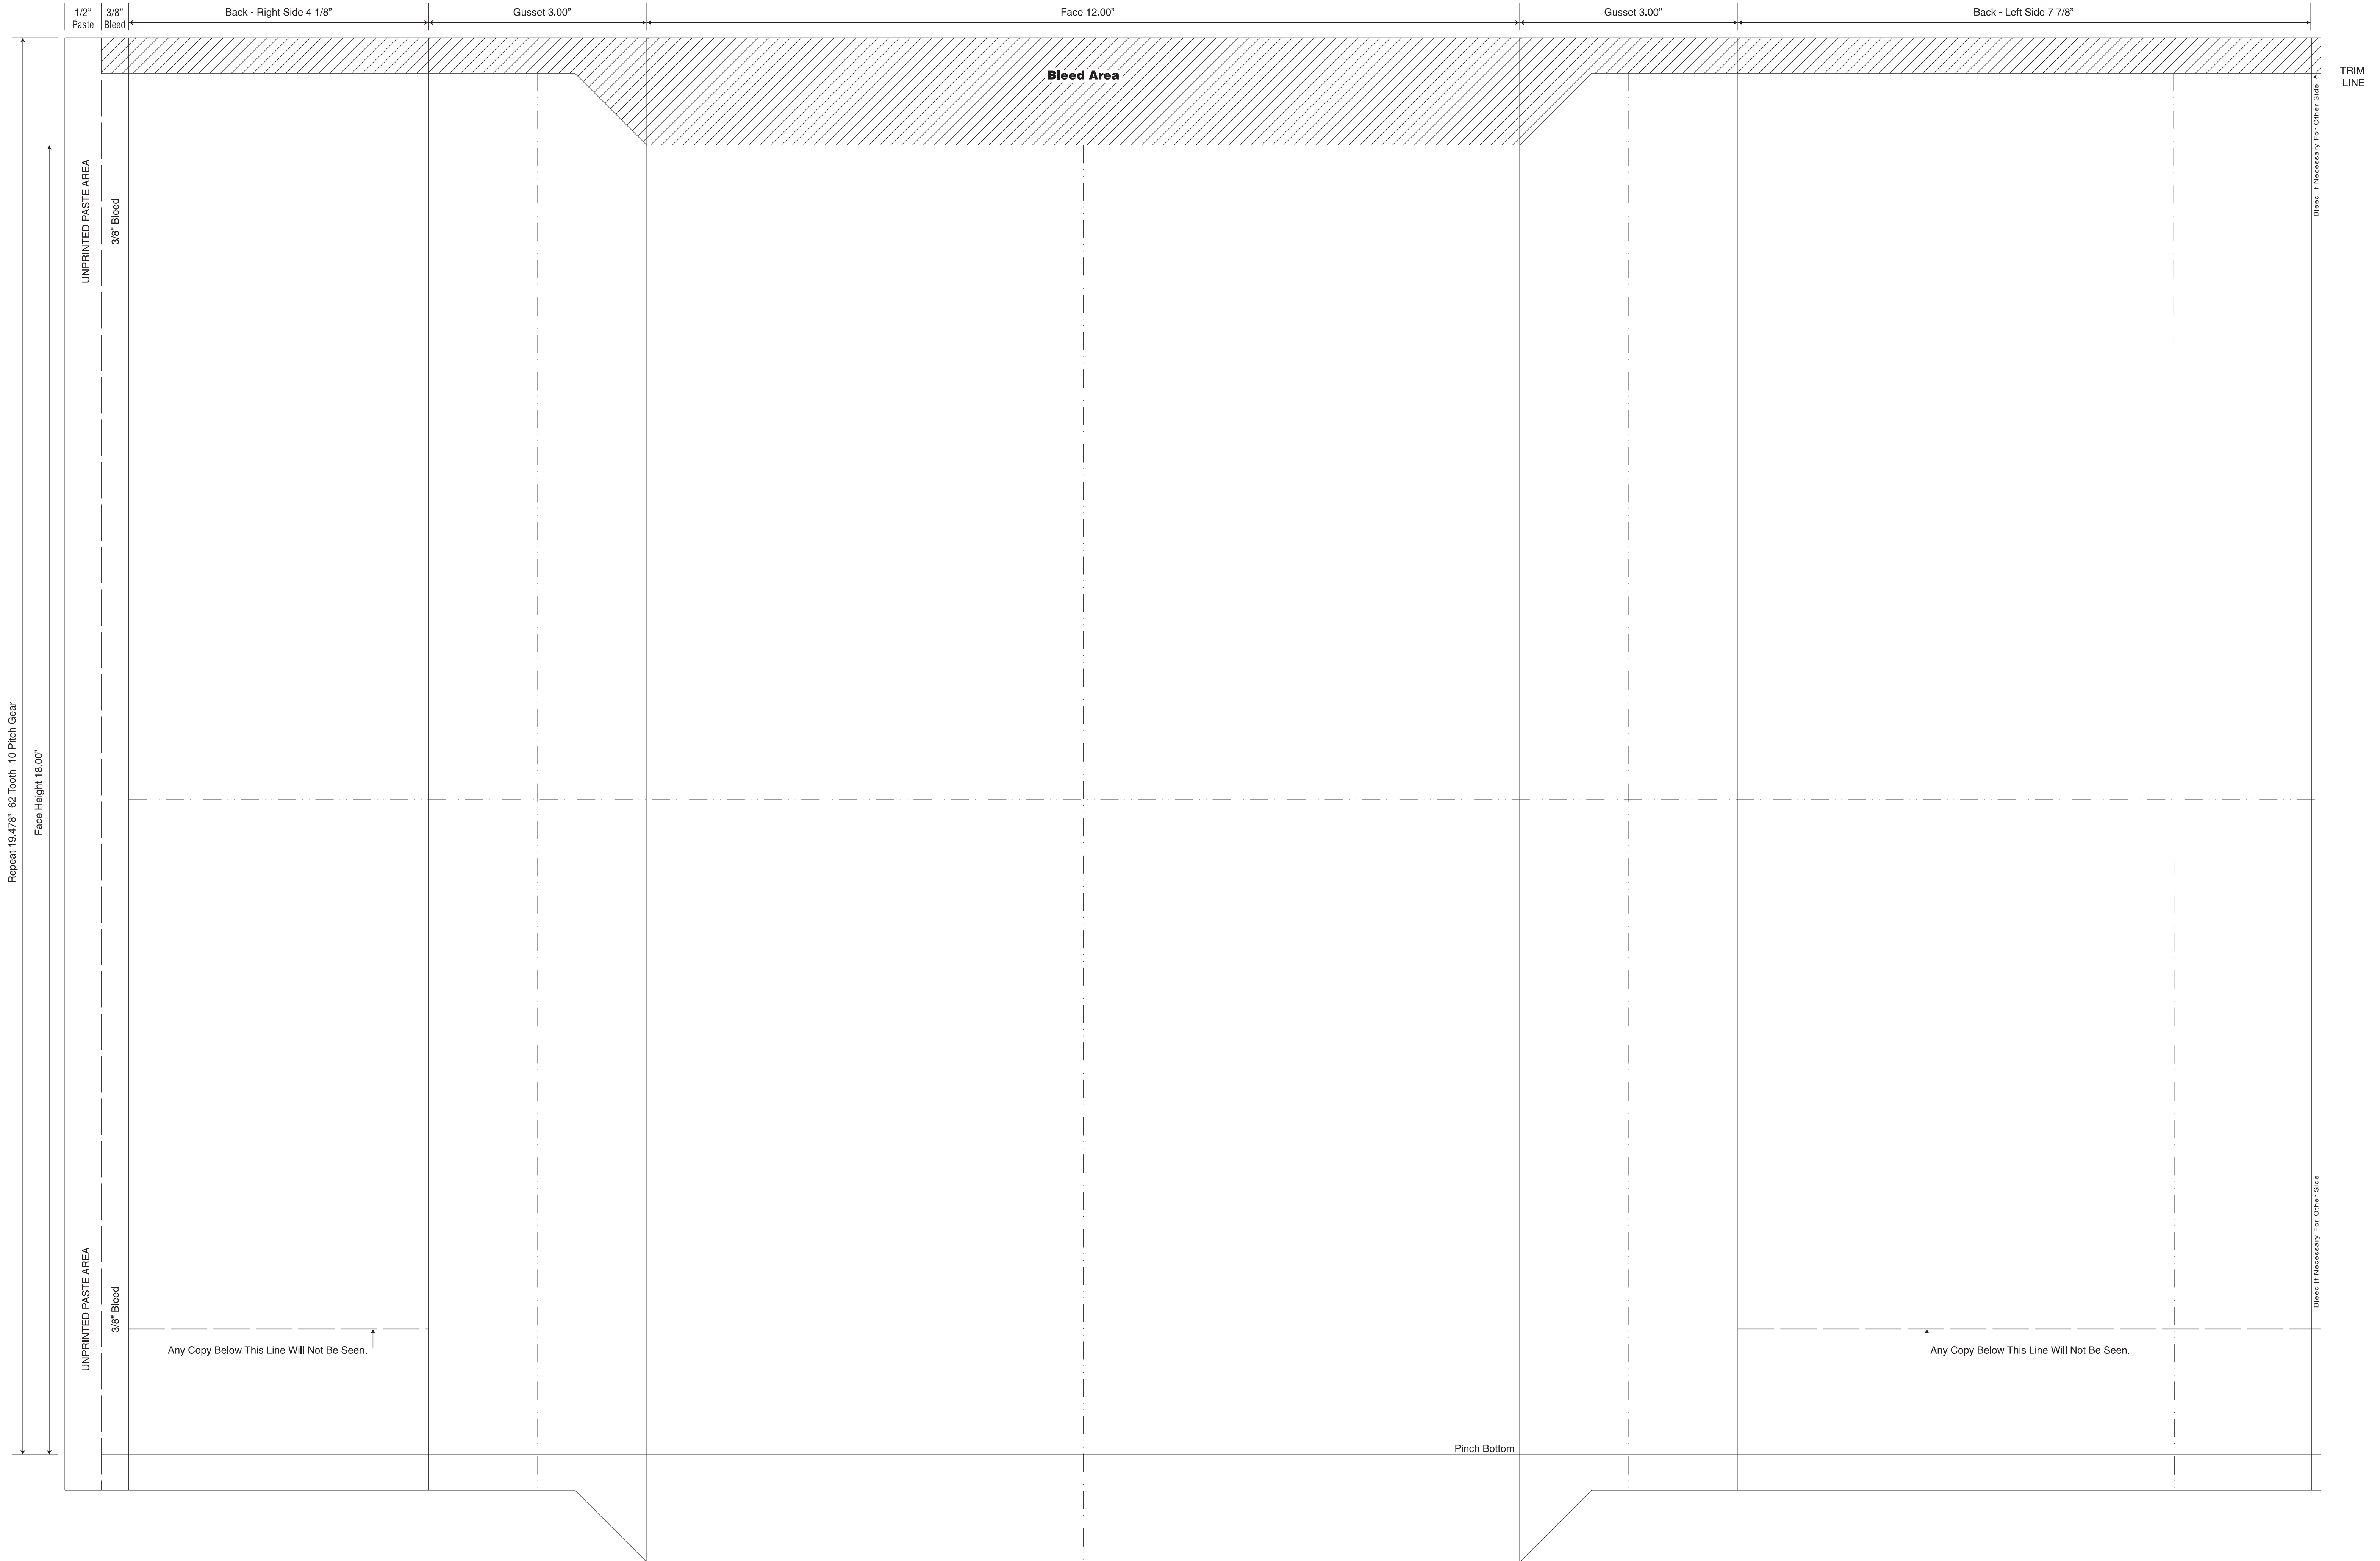 1/2"
Paste
3/8"
Bleed
Back - Right Side 4 1/8"
Gusset 3.00"
Face 12.00"
Gusset 3.00"
Back - Left Side 7 7/8"
Bleed Area
TRIM
LINE
UNPRINTED PASTE AREA
3/8" Bleed
Bleed If Necessary For Other Side
Repeat 19.478"  62 Tooth  10 Pitch Gear
Face Height 18.00"
UNPRINTED PASTE AREA
3/8" Bleed
Bleed If Necessary For Other Side
Any Copy Below This Line Will Not Be Seen.
Any Copy Below This Line Will Not Be Seen.
Pinch Bottom